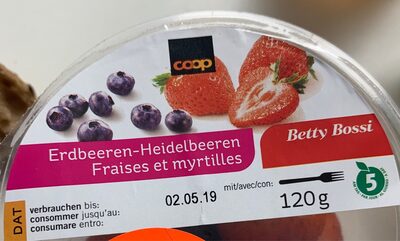 coop
Betty Bossi
Erdbeeren-Heidelbeeren
Fraises et myrtilles
DAT
verbrauchen bis:
consommer jusqu'au:
consumare entro:
02.05.19
mit/avec/con:
120g
5